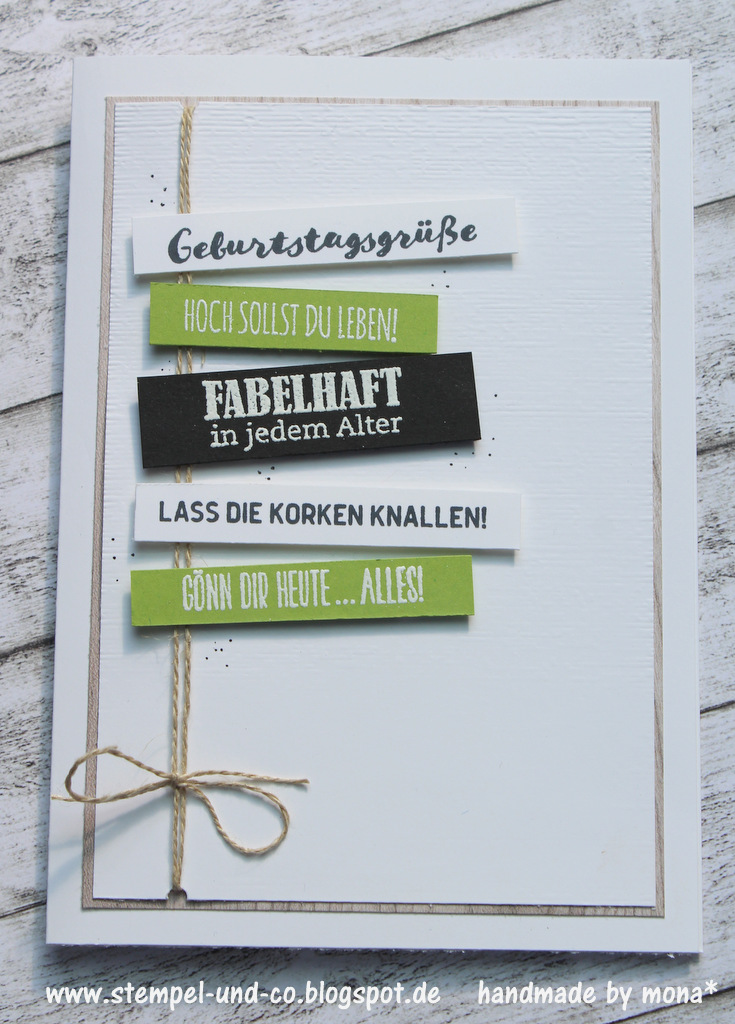 Geburtstagsgrüße
HOCH SOLLST DU LEBEN!
FABELHAFT
in jedem Alter
LASS DIE KORKEN KNALLEN!
GÖNN DIR HEUTE... ALLES!
www.stempel-und-co.blogspot.de handmade by mona*